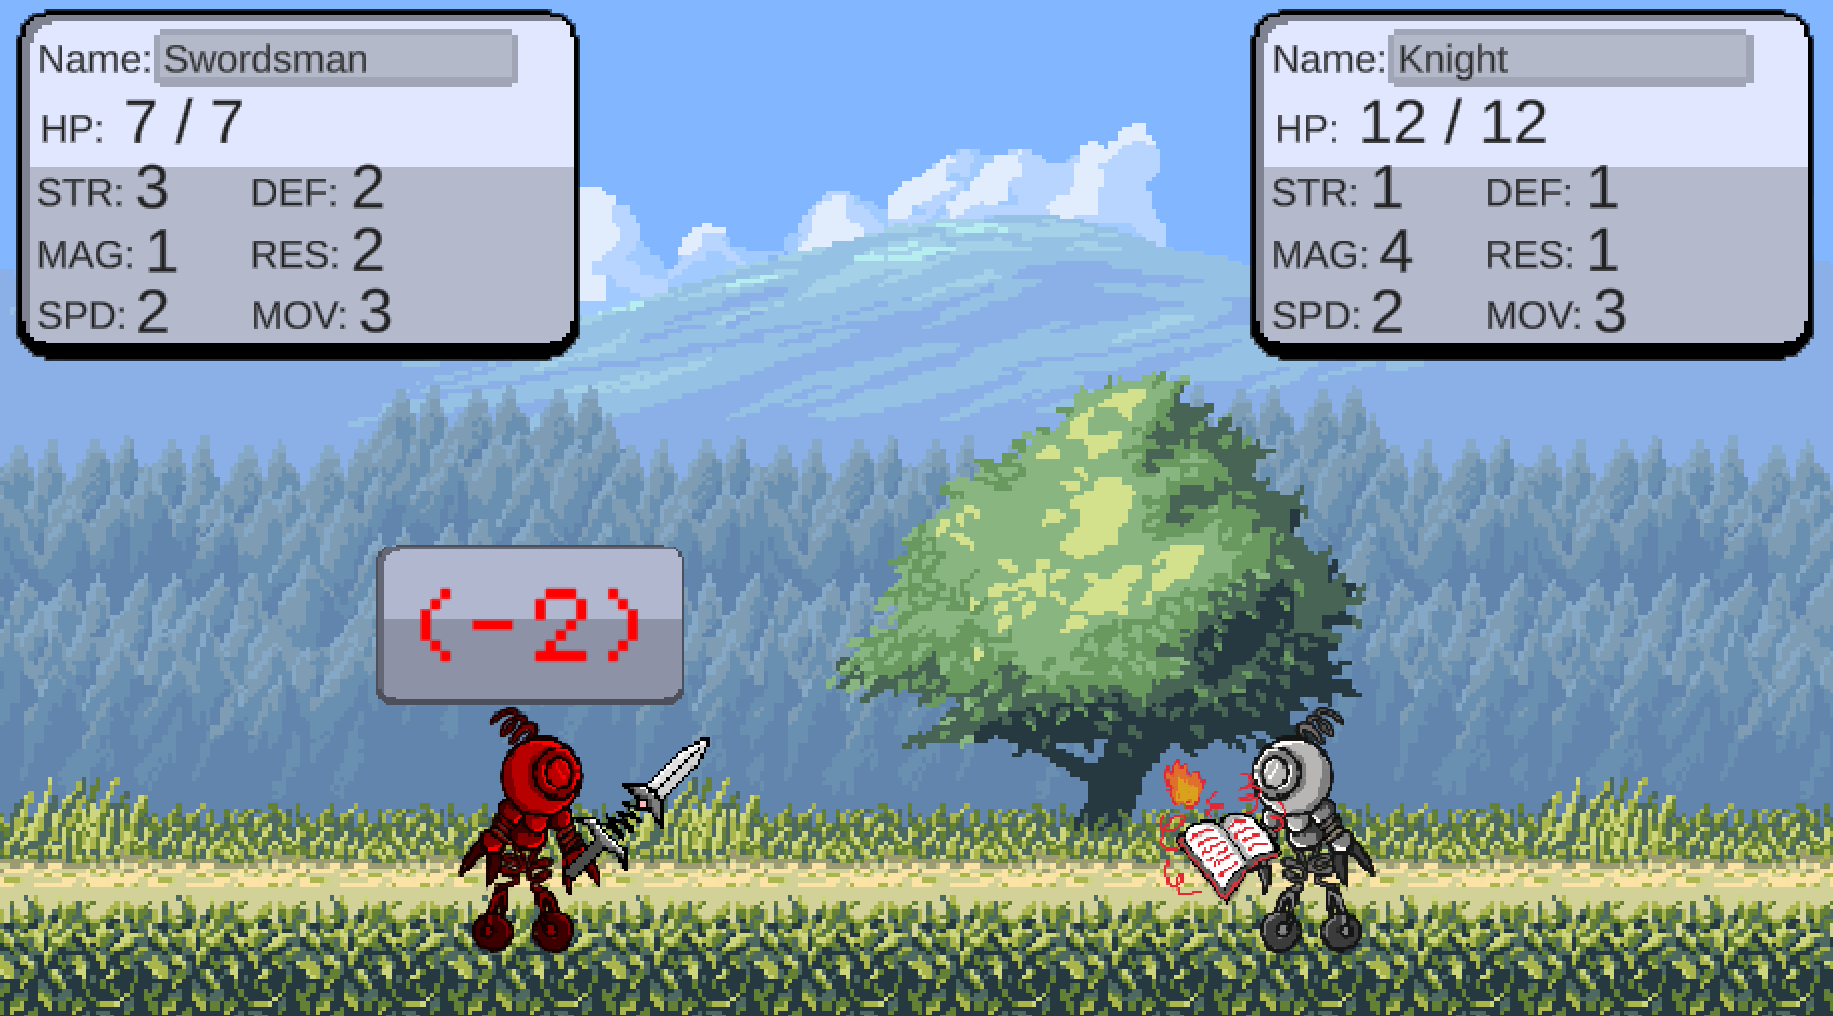 Name: Swordsman
HP: 7 / 7
STR: 3 DEF: 2
MAG: 1 RES: 2
SPD: 2 MOV: 3
Name: Knight
HP: 12 / 12
STR: 1 DEF: 1
MAG: 4 RES: 1
SPD: 2 MOV: 3
(-2)